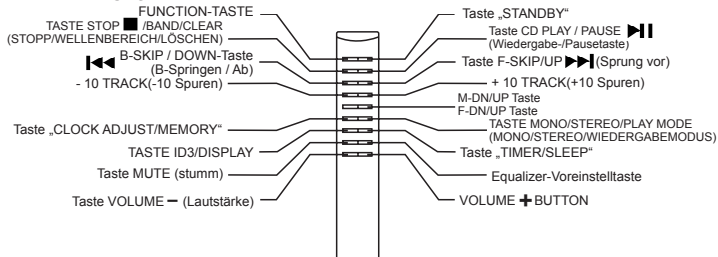 FUNCTION-TASTE
TASTE STOP ■ /BAND/CLEAR
(STOPP/WELLENBEREICH/LÖSCHEN)
B-SKIP / DOWN-Taste
(B-Springen / Ab)
- 10 TRACK(-10 Spuren)
Taste „CLOCK ADJUST/MEMORY“
TASTE ID3/DISPLAY
Taste MUTE (stumm)
Taste VOLUME − (Lautstärke)
Taste „STANDBY“
Taste CD PLAY / PAUSE ▶II
(Wiedergabe-/Pausetaste)
Taste F-SKIP/UP ▶▶I (Sprung vor)
+ 10 TRACK(+10 Spuren)
M-DN/UP Taste
F-DN/UP Taste
TASTE MONO/STEREO/PLAY MODE
(MONO/STEREO/WIEDERGABEMODUS)
Taste „TIMER/SLEEP“
Equalizer-Voreinstelltaste
VOLUME + BUTTON